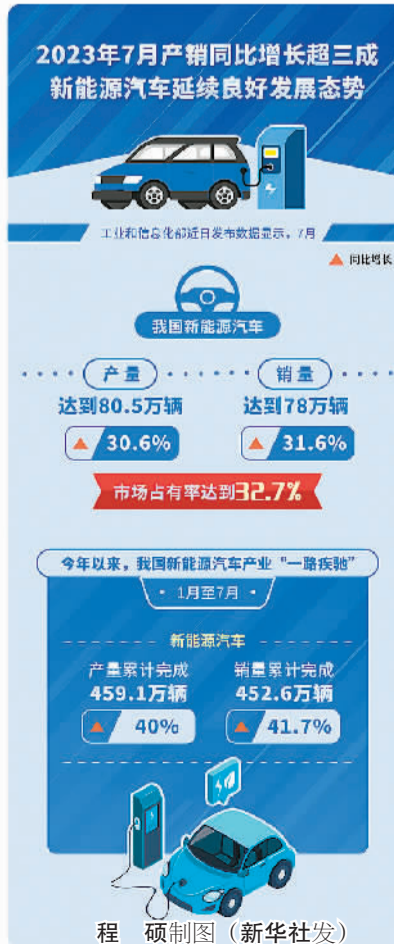 2023年7月产销同比增长超三成
新能源汽车延续良好发展态势
工业和信息化部近日发布数据显示，7月
同比增长
我国新能源汽车
产量 销量
达到80.5万辆 达到78万辆
30.6% 31.6%
市场占有率达到32.7%
今年以来，我国新能源汽车产业“一路疾驰”
1月至7月
新能源汽车
产量累计完成 销量累计完成
459.1万辆 452.6万辆
40% 41.7%
程　硕制图（新华社发）